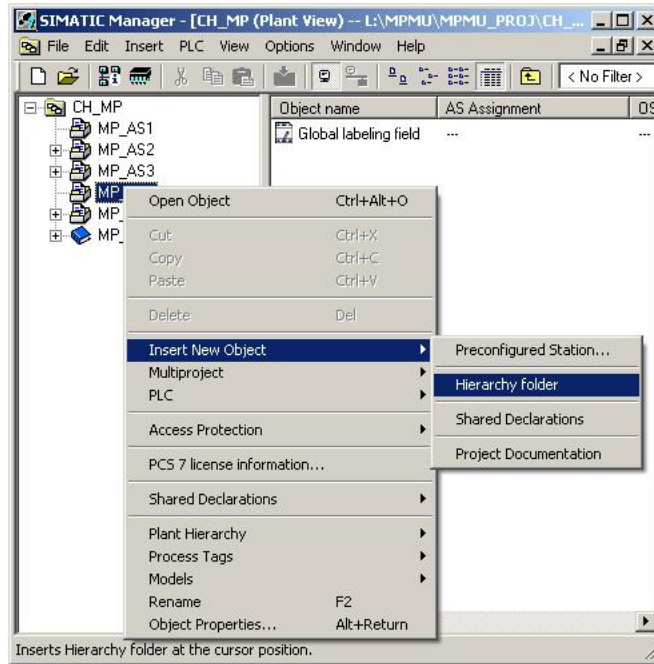 SIMATIC Manager - [CH_MP (Plant View) -- L:\MPMU\MPMU_PROJ\CH_...
File Edit Insert PLC View Options Window Help
< No Filter >
CH_MP
Object name AS Assignment OS
MP_AS1
Global labeling field --- ---
MP_AS2
MP_AS3
MP_
MP_
MP_
Open Object Ctrl+Alt+O
Cut Ctrl+X
Copy Ctrl+C
Paste Ctrl+V
Delete Del
Insert New Object
Preconfigured Station...
Multiproject
Hierarchy folder
PLC
Shared Declarations
Access Protection
Project Documentation
PCS 7 license information...
Shared Declarations
Plant Hierarchy
Process Tags
Models
Rename F2
Object Properties... Alt+Return
Inserts Hierarchy folder at the cursor position.